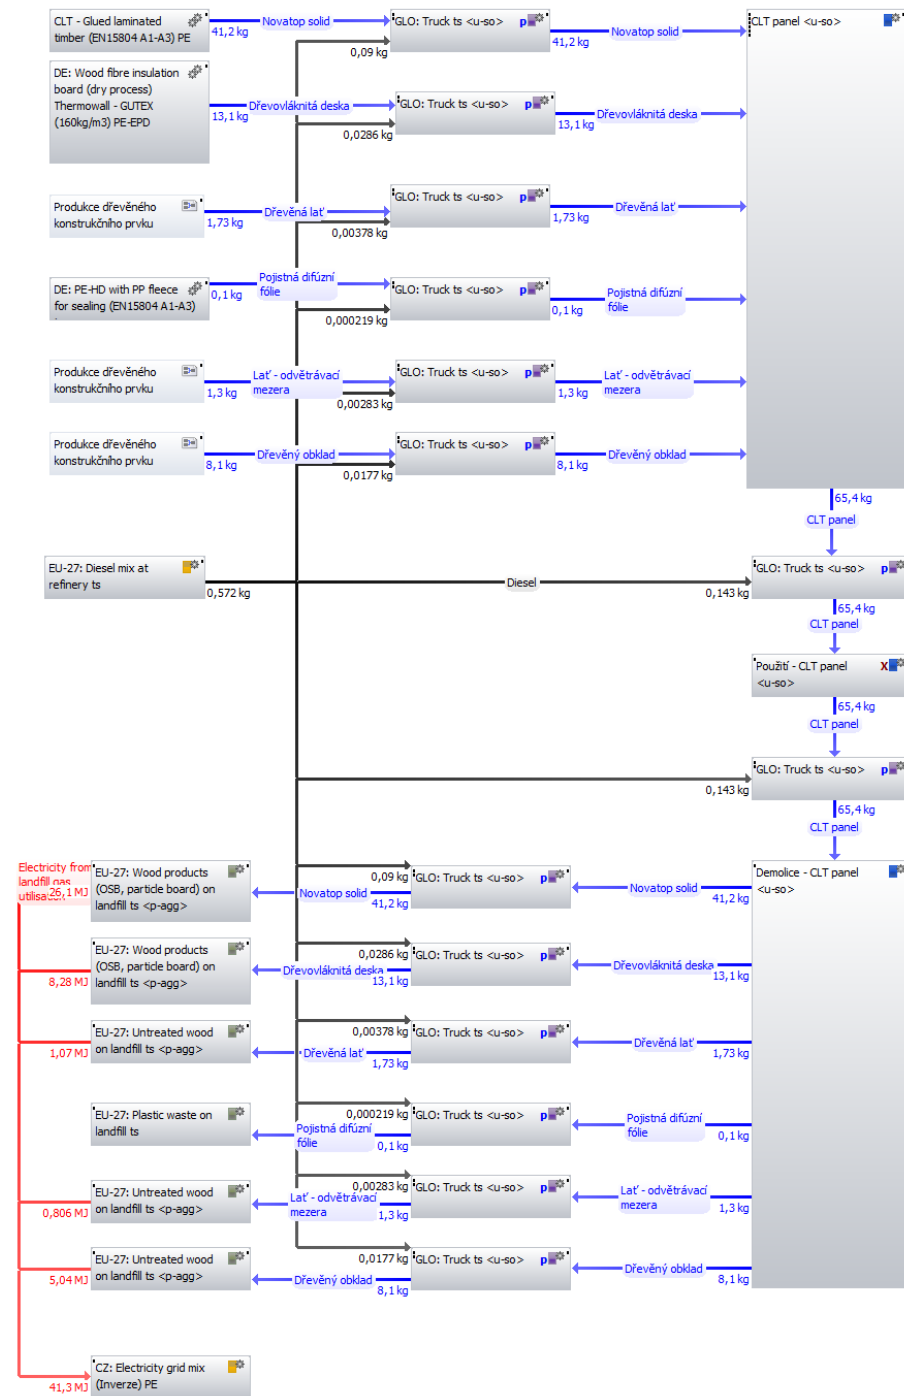 CLT - Glued laminated
timber (EN15804 A1-A3) PE
Novatop solid
41,2 kg
GLO: Truck ts <u-so>
p
Novatop solid
41,2 kg
CLT panel <u-so>
0,09 kg
DE: Wood fibre insulation
board (dry process)
Thermowall - GUTEX
(160kg/m3) PE-EPD
Dřevovláknitá deska
13,1 kg
GLO: Truck ts <u-so>
p
Dřevovláknitá deska
13,1 kg
0,0286 kg
Produkce dřevěného
konstrukčního prvku
Dřevěná lať
1,73 kg
GLO: Truck ts <u-so>
p
Dřevěná lať
1,73 kg
0,00378 kg
DE: PE-HD with PP fleece
for sealing (EN15804 A1-A3)
Pojistná difúzní
fólie
0,1 kg
GLO: Truck ts <u-so>
p
Pojistná difúzní
fólie
0,1 kg
0,000219 kg
Produkce dřevěného
konstrukčního prvku
Lať - odvětrávací
mezera
1,3 kg
GLO: Truck ts <u-so>
p
Lať - odvětrávací
mezera
1,3 kg
0,00283 kg
Produkce dřevěného
konstrukčního prvku
Dřevěný obklad
8,1 kg
GLO: Truck ts <u-so>
p
Dřevěný obklad
8,1 kg
0,0177 kg
65,4 kg
CLT panel
EU-27: Diesel mix at
refinery ts
0,572 kg
Diesel
0,143 kg
GLO: Truck ts <u-so>
p
65,4 kg
CLT panel
Použití - CLT panel
<u-so>
X
65,4 kg
CLT panel
GLO: Truck ts <u-so>
p
0,143 kg
65,4 kg
CLT panel
Electricity from
landfill gas
utilisation
26,1 MJ
EU-27: Wood products
(OSB, particle board) on
landfill ts <p-agg>
Novatop solid
0,09 kg
41,2 kg
GLO: Truck ts <u-so>
p
Novatop solid
41,2 kg
Demolice - CLT panel
<u-so>
8,28 MJ
EU-27: Wood products
(OSB, particle board) on
landfill ts <p-agg>
Dřevovláknitá deska
0,0286 kg
13,1 kg
GLO: Truck ts <u-so>
p
Dřevovláknitá deska
13,1 kg
1,07 MJ
EU-27: Untreated wood
on landfill ts <p-agg>
Dřevěná lať
0,00378 kg
1,73 kg
GLO: Truck ts <u-so>
p
Dřevěná lať
1,73 kg
EU-27: Plastic waste on
landfill ts
Pojistná difúzní
fólie
0,000219 kg
0,1 kg
GLO: Truck ts <u-so>
p
Pojistná difúzní
fólie
0,1 kg
0,806 MJ
EU-27: Untreated wood
on landfill ts <p-agg>
Lať - odvětrávací
mezera
0,00283 kg
1,3 kg
GLO: Truck ts <u-so>
p
Lať - odvětrávací
mezera
1,3 kg
5,04 MJ
EU-27: Untreated wood
on landfill ts <p-agg>
Dřevěný obklad
0,0177 kg
8,1 kg
GLO: Truck ts <u-so>
p
Dřevěný obklad
8,1 kg
41,3 MJ
CZ: Electricity grid mix
(Inverze) PE